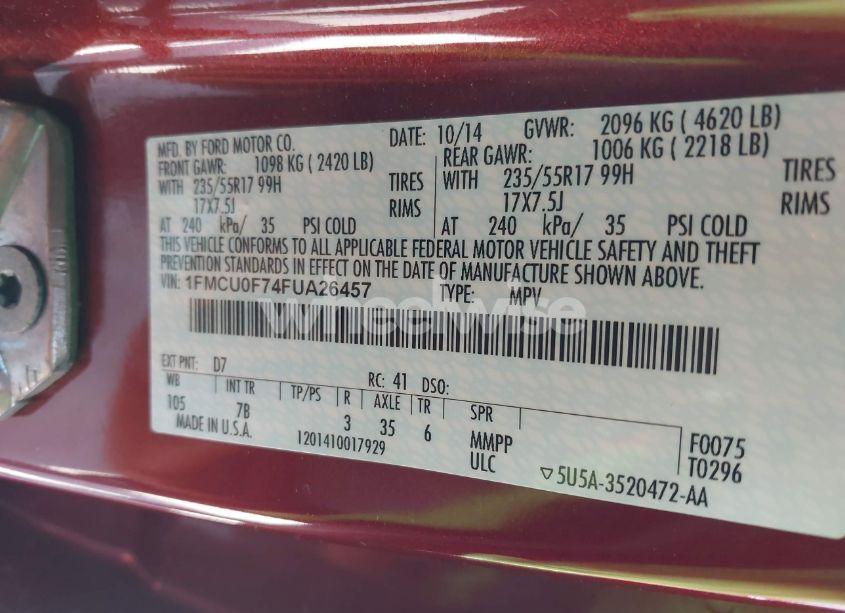 MFD. BY FORD MOTOR CO. DATE: 10/14 GVWR: 2096 KG ( 4620 LB)
FRONT GAWR: 1098 KG ( 2420 LB) REAR GAWR: 1006 KG ( 2218 LB)
WITH 235/55R17 99H TIRES WITH 235/55R17 99H TIRES
17X7.5J RIMS 17X7.5J RIMS
AT 240 kPa/ 35 PSI COLD AT 240 kPa/ 35 PSI COLD
THIS VEHICLE CONFORMS TO ALL APPLICABLE FEDERAL MOTOR VEHICLE SAFETY AND THEFT
PREVENTION STANDARDS IN EFFECT ON THE DATE OF MANUFACTURE SHOWN ABOVE.
VIN: 1FMCU0F74FUA26457 TYPE: MPV
wheelwise
EXT PNT: D7 RC: 41 DSO:
WB INT TR TP/PS R AXLE TR SPR
105 7B 3 35 6 MMPP F0075
MADE IN U.S.A. 1201410017929 ULC T0296
▽5U5A-3520472-AA